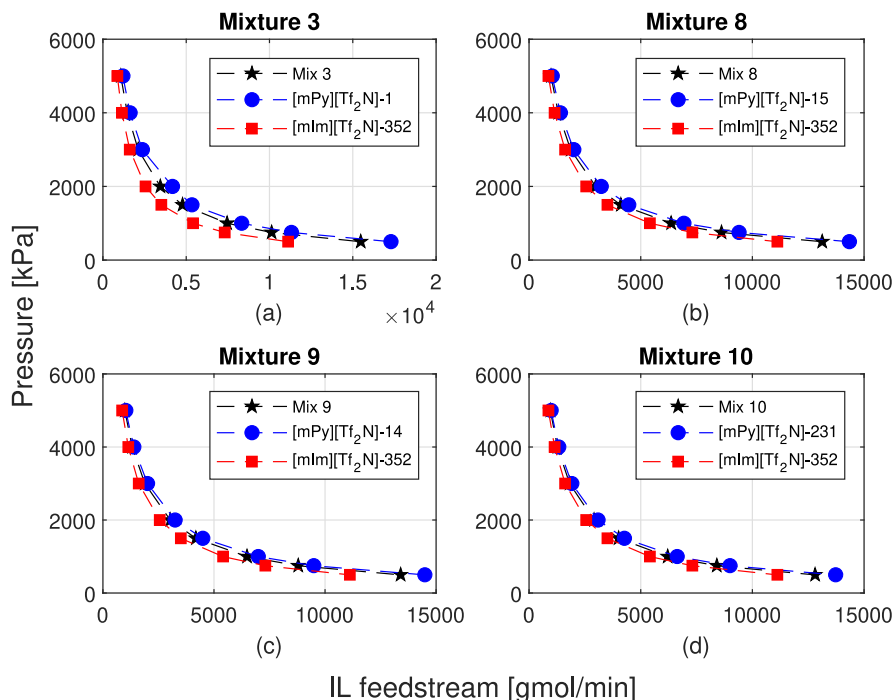 Mixture 3
6000
4000
2000
0
0
0.5
1
1.5
2
× 10^4
Mix 3
[mPy][Tf₂N]-1
[mIm][Tf₂N]-352
(a)
Mixture 8
6000
4000
2000
0
0
5000
10000
15000
Mix 8
[mPy][Tf₂N]-15
[mIm][Tf₂N]-352
(b)
Pressure [kPa]
Mixture 9
6000
4000
2000
0
0
5000
10000
15000
Mix 9
[mPy][Tf₂N]-14
[mIm][Tf₂N]-352
(c)
Mixture 10
6000
4000
2000
0
0
5000
10000
15000
Mix 10
[mPy][Tf₂N]-231
[mIm][Tf₂N]-352
(d)
IL feedstream [gmol/min]